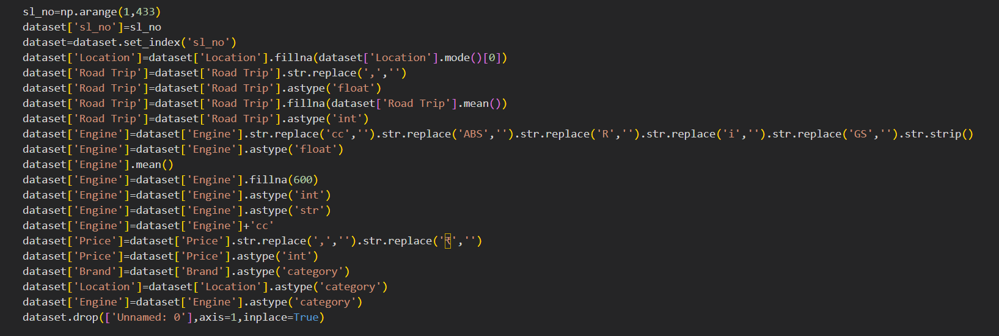 sl_no=np.arange(1,433)
dataset['sl_no']=sl_no
dataset=dataset.set_index('sl_no')
dataset['Location']=dataset['Location'].fillna(dataset['Location'].mode()[0])
dataset['Road Trip']=dataset['Road Trip'].str.replace(',','')
dataset['Road Trip']=dataset['Road Trip'].astype('float')
dataset['Road Trip']=dataset['Road Trip'].fillna(dataset['Road Trip'].mean())
dataset['Road Trip']=dataset['Road Trip'].astype('int')
dataset['Engine']=dataset['Engine'].str.replace('cc','').str.replace('ABS','').str.replace('R','').str.replace('i','').str.replace('GS','').str.strip()
dataset['Engine']=dataset['Engine'].astype('float')
dataset['Engine'].mean()
dataset['Engine']=dataset['Engine'].fillna(600)
dataset['Engine']=dataset['Engine'].astype('int')
dataset['Engine']=dataset['Engine'].astype('str')
dataset['Engine']=dataset['Engine']+'cc'
dataset['Price']=dataset['Price'].str.replace(',','').str.replace('₹','')
dataset['Price']=dataset['Price'].astype('int')
dataset['Brand']=dataset['Brand'].astype('category')
dataset['Location']=dataset['Location'].astype('category')
dataset['Engine']=dataset['Engine'].astype('category')
dataset.drop(['Unnamed: 0'],axis=1,inplace=True)